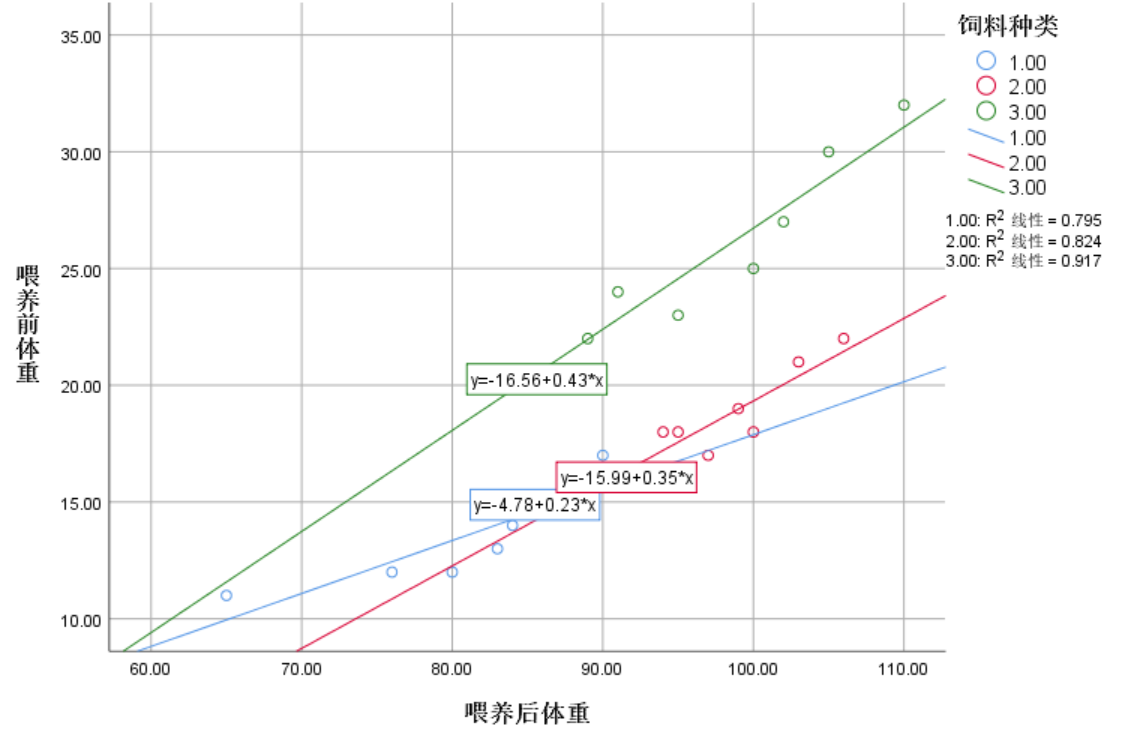 饲料种类
1.00
2.00
3.00
1.00
2.00
3.00
1.00: R² 线性 = 0.795
2.00: R² 线性 = 0.824
3.00: R² 线性 = 0.917
35.00
30.00
25.00
20.00
15.00
10.00
喂养前体重
y=-16.56+0.43*x
y=-15.99+0.35*x
y=-4.78+0.23*x
60.00 70.00 80.00 90.00 100.00 110.00
喂养后体重